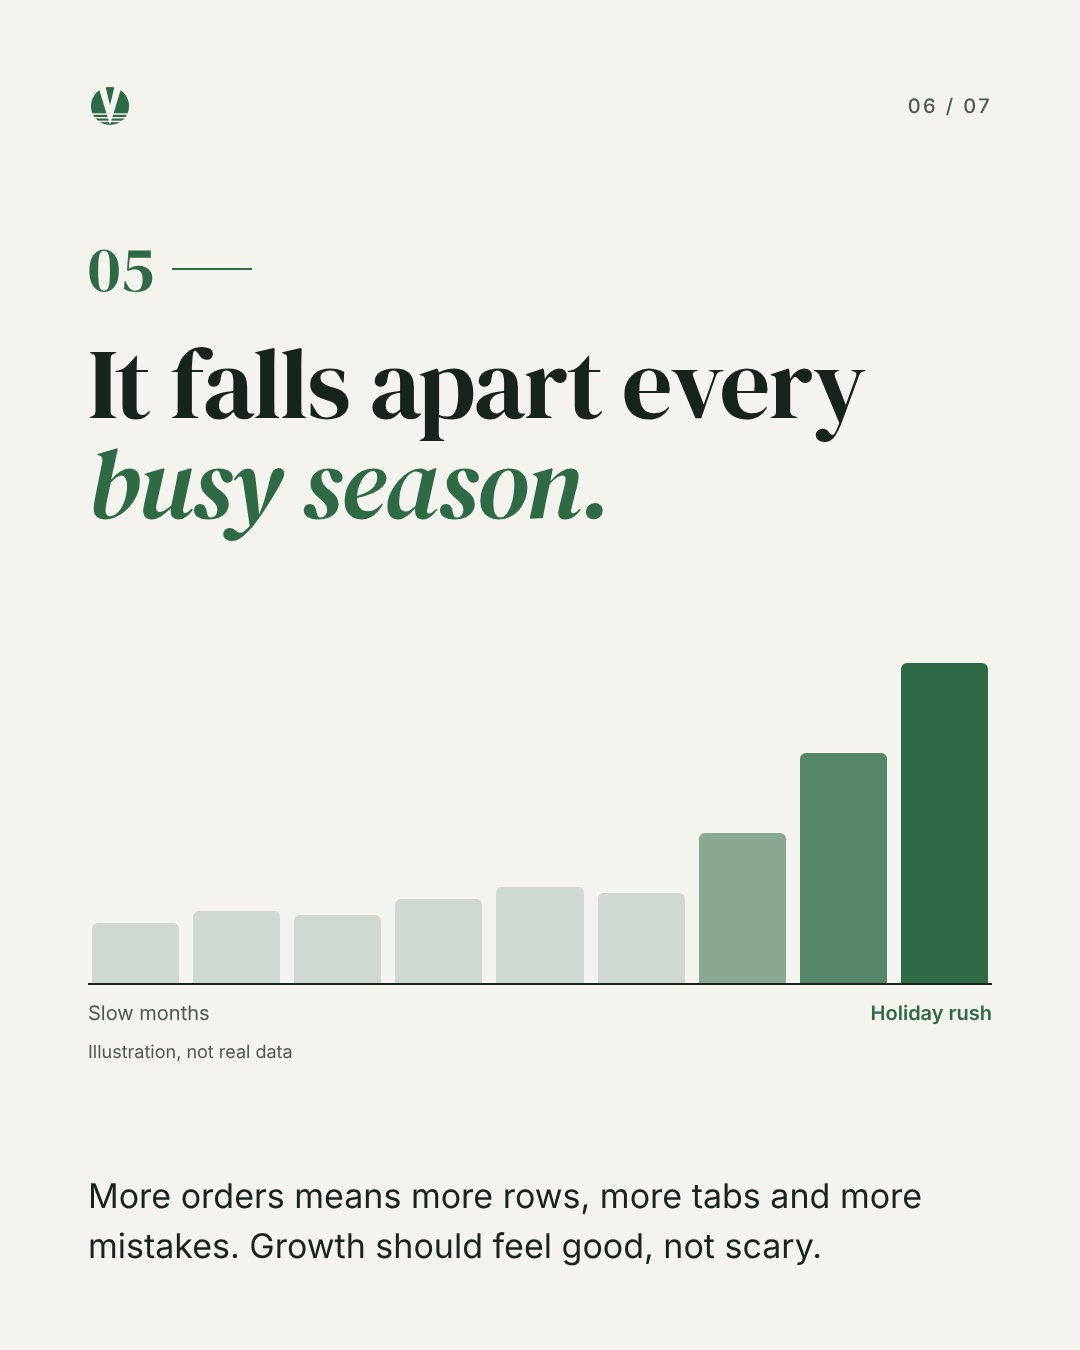 06 / 07
05
It falls apart every
busy season.
Slow months
Holiday rush
Illustration, not real data
More orders means more rows, more tabs and more
mistakes. Growth should feel good, not scary.